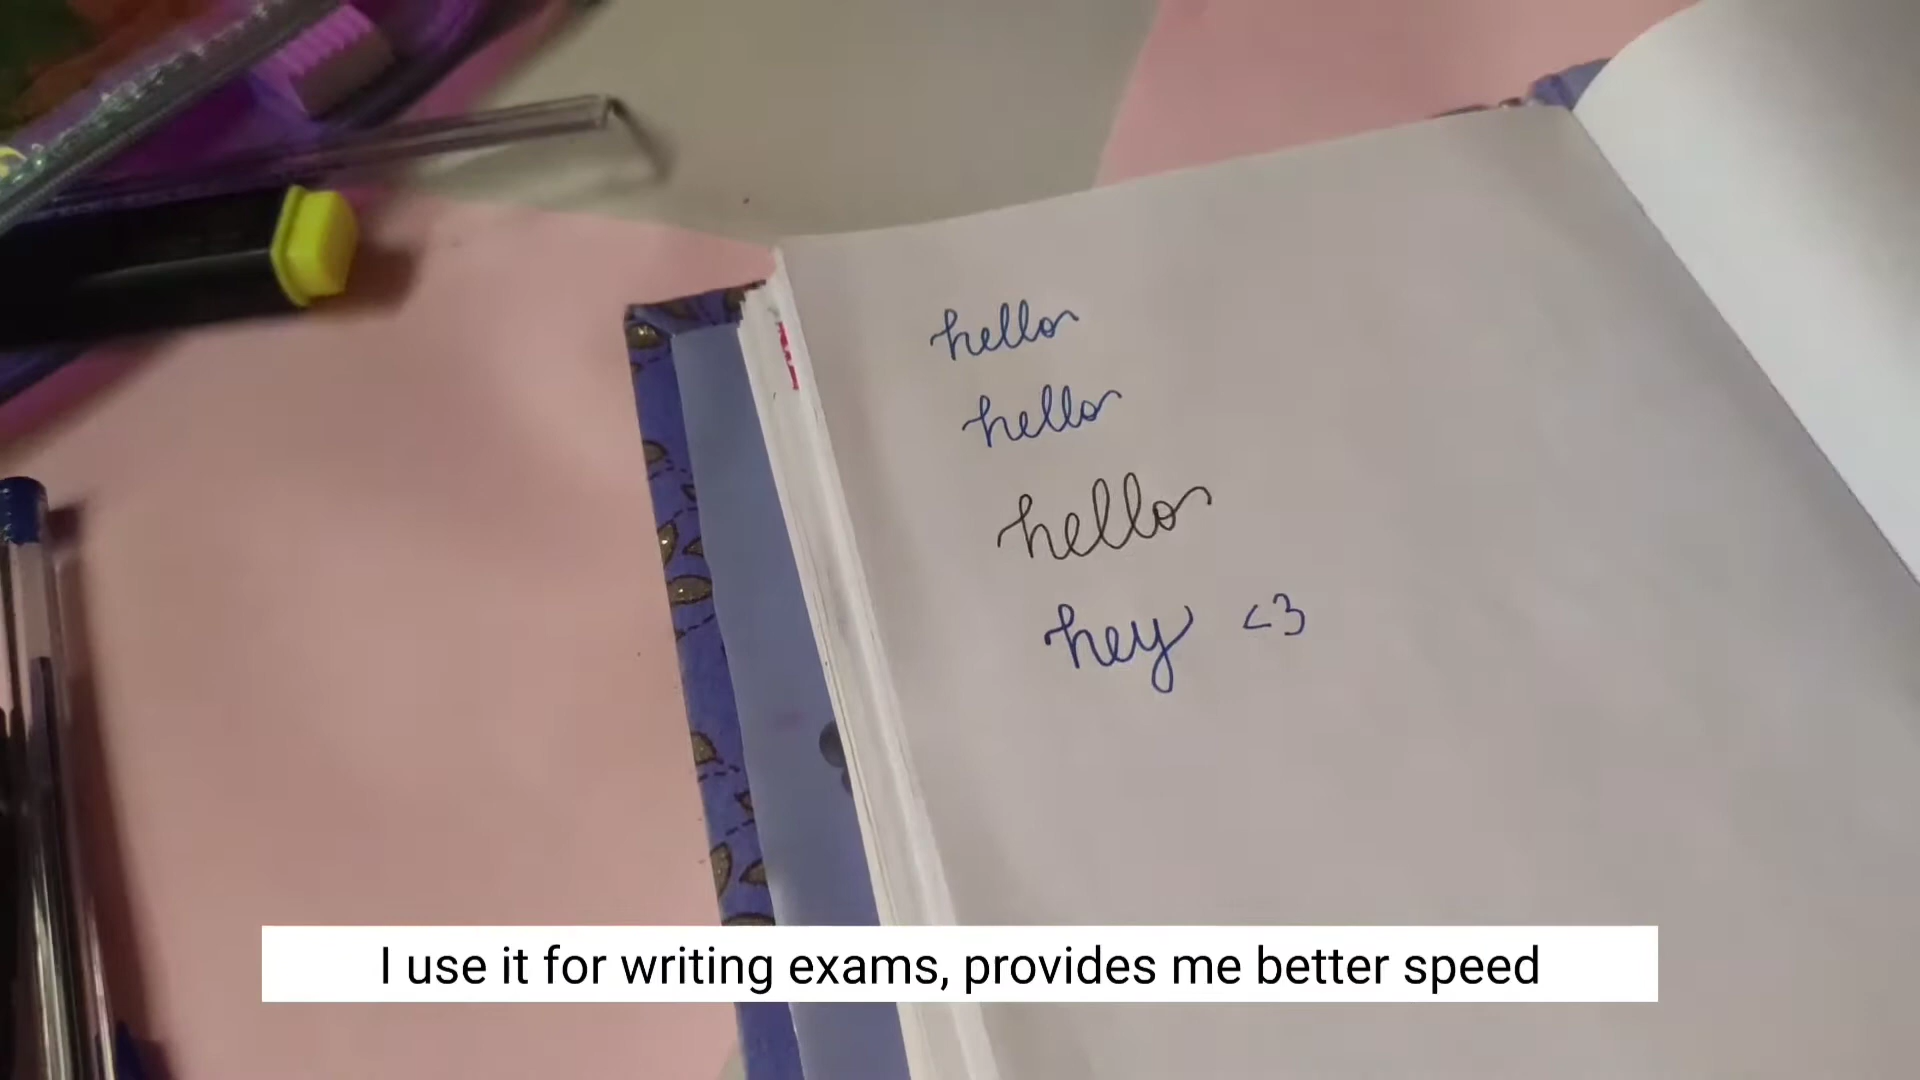 hello
hello
hello
hey <3
I use it for writing exams, provides me better speed